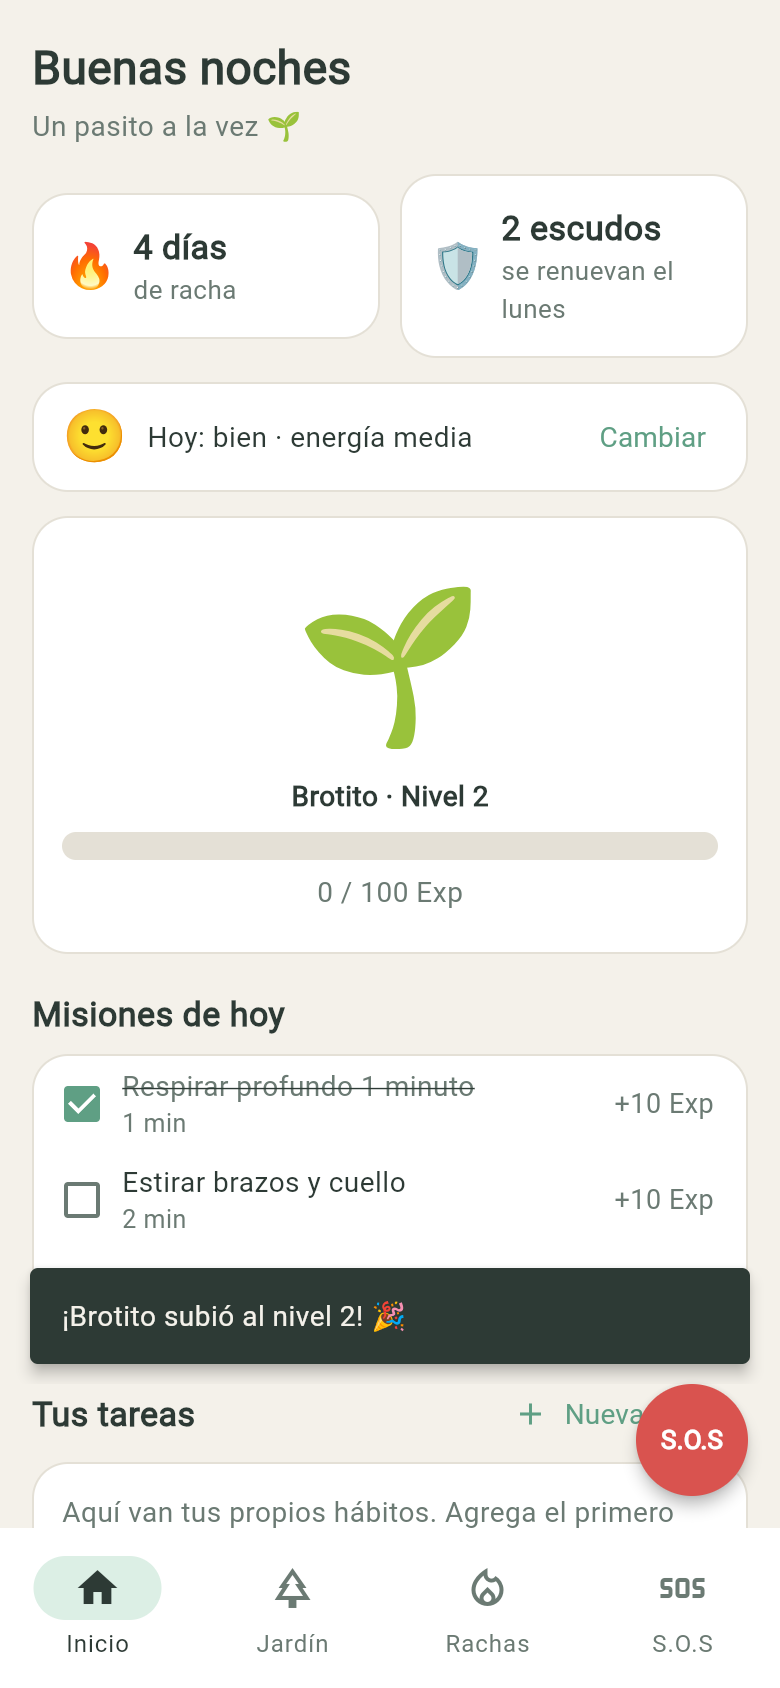 Buenas noches
Un pasito a la vez 🌱
4 días
de racha
2 escudos
se renuevan el
lunes
Hoy: bien · energía media
Cambiar
Brotito · Nivel 2
0 / 100 Exp
Misiones de hoy
Respirar profundo 1 minuto
1 min
+10 Exp
Estirar brazos y cuello
2 min
+10 Exp
¡Brotito subió al nivel 2! 🎉
Tus tareas
+ Nueva
S.O.S
Aquí van tus propios hábitos. Agrega el primero
Inicio
Jardín
Rachas
SOS
S.O.S